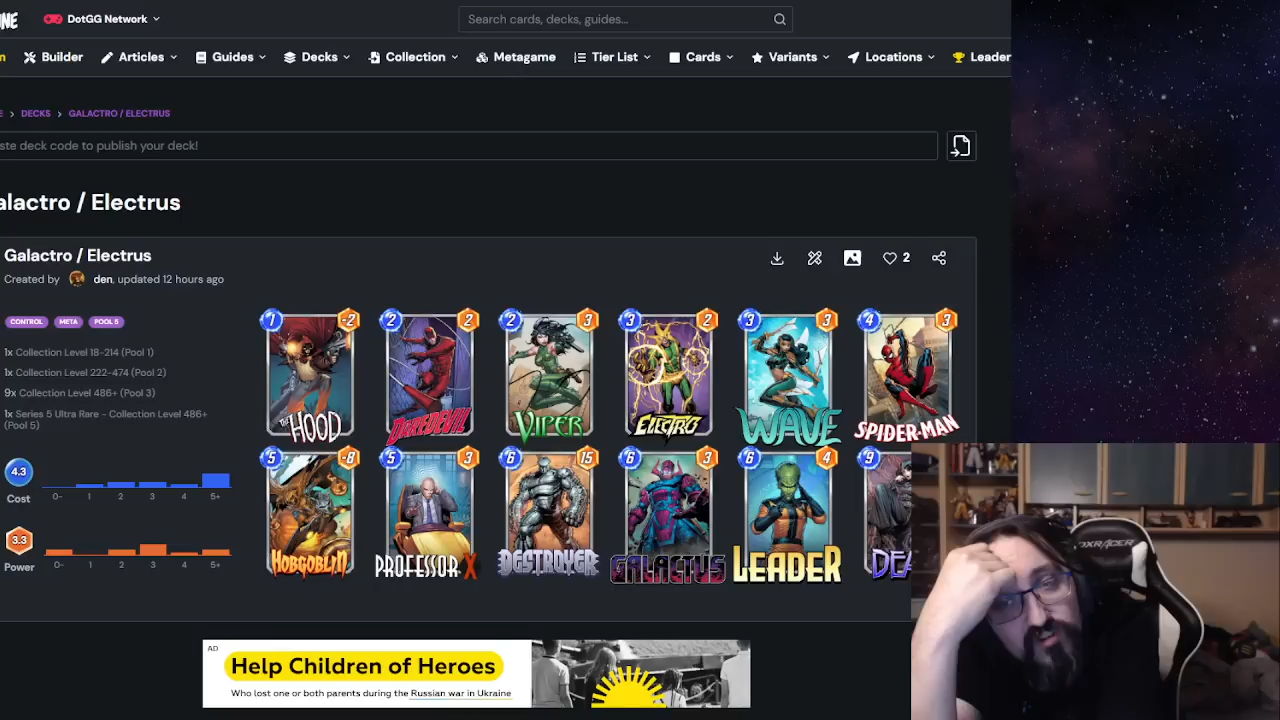 DotGG Network
Search cards, decks, guides...
Builder Articles Guides Decks Collection Metagame Tier List Cards Variants Locations Leader
DECKS > GALACTRO / ELECTRUS
ste deck code to publish your deck!
alactro / Electrus
Galactro / Electrus
2
Created by den, updated 12 hours ago
CONTROL META POOL 5
1x Collection Level 18-214 (Pool 1)
1x Collection Level 222-474 (Pool 2)
9x Collection Level 486+ (Pool 3)
1x Series 5 Ultra Rare - Collection Level 486+
(Pool 5)
4.3
Cost
0- 1 2 3 4 5+
3.3
Power
0- 1 2 3 4 5+
1 -2 2 2 2 3 3 2 3 3 4 3
THE HOOD DAREDEVIL VIPER ELECTRO WAVE SPIDER-MAN
5 -8 5 3 6 15 6 3 6 4 9
HOBGOBLIN PROFESSOR X DESTROYER GALACTUS LEADER DEA
DXRACER
AD
Help Children of Heroes
Who lost one or both parents during the Russian war in Ukraine